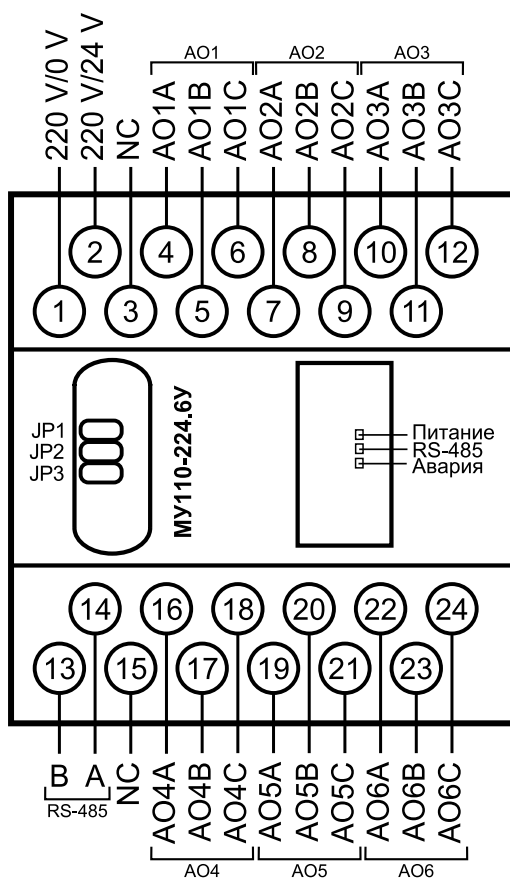 AO1 AO2 AO3
220 V/0 V
220 V/24 V
NC
AO1A
AO1B
AO1C
AO2A
AO2B
AO2C
AO3A
AO3B
AO3C
2 4 6 8 10 12
1 3 5 7 9 11
JP1
JP2
JP3
МУ110-224.6У
Питание
RS-485
Авария
14 16 18 20 22 24
13 15 17 19 21 23
B A
RS-485
NC
AO4A
AO4B
AO4C
AO5A
AO5B
AO5C
AO6A
AO6B
AO6C
AO4 AO5 AO6